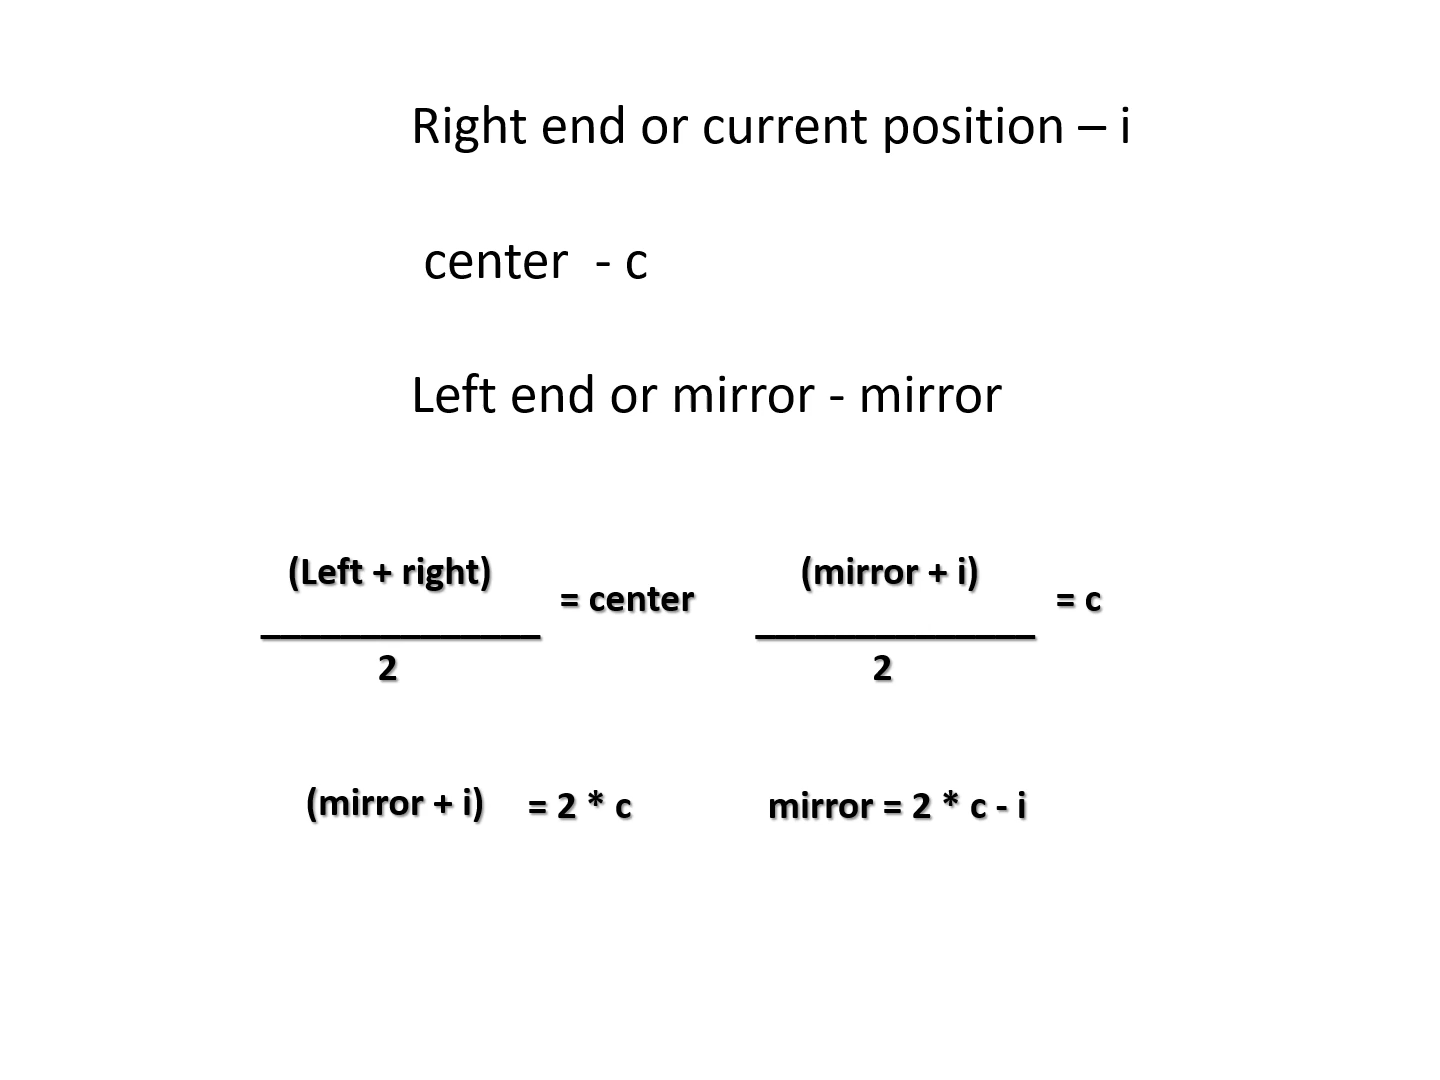 Right end or current position – i
center  - c
Left end or mirror - mirror
(Left + right)
= center
2
(mirror + i)
= c
2
(mirror + i)
= 2 * c
mirror = 2 * c - i